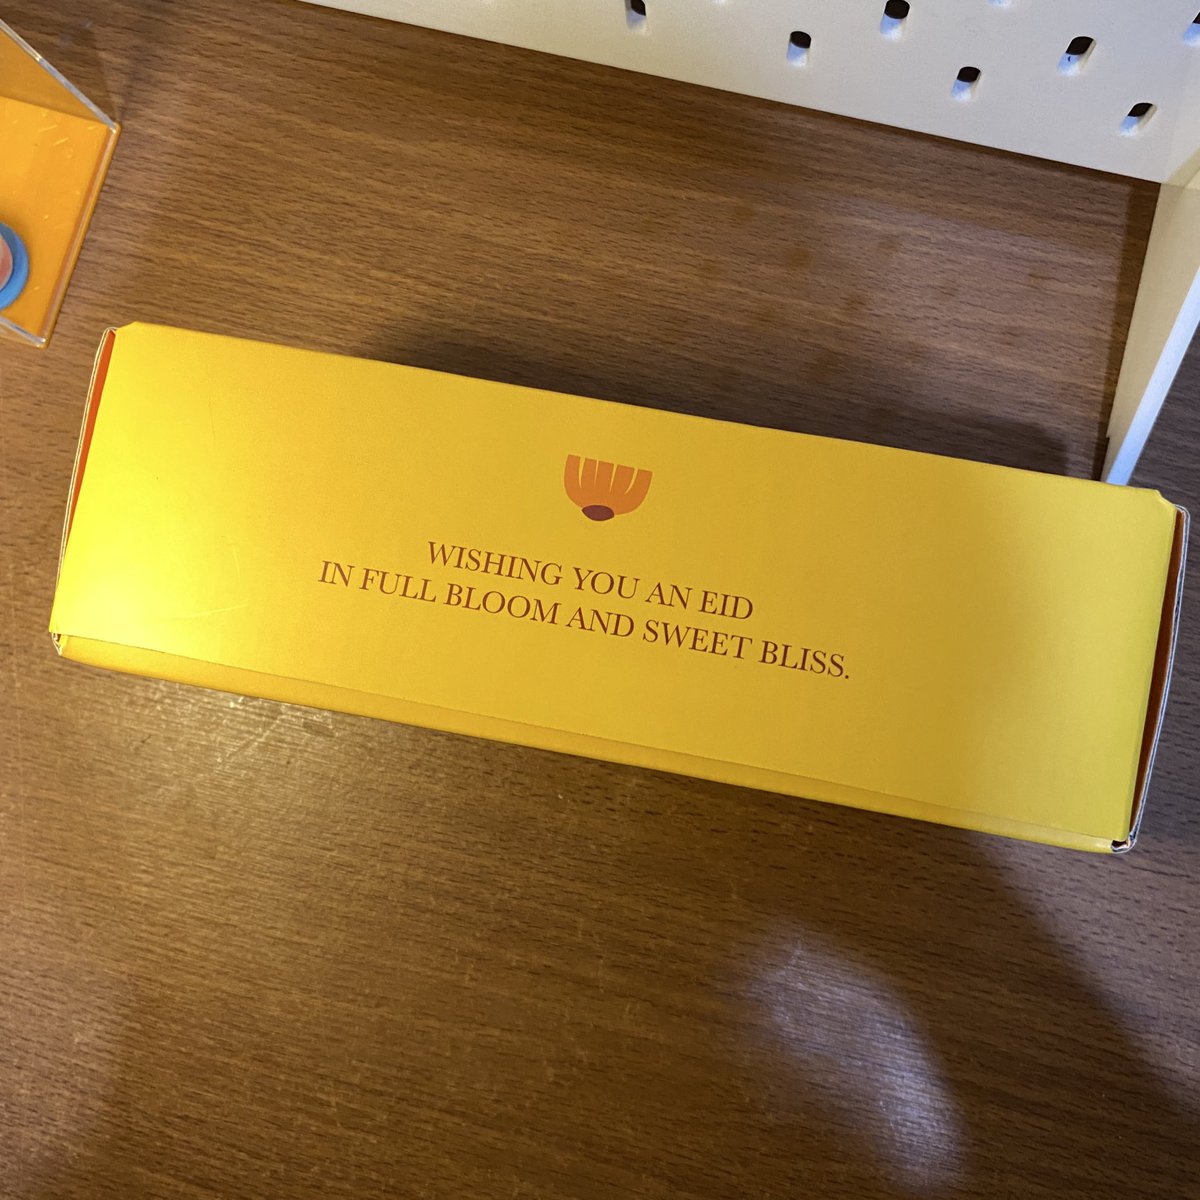 WISHING YOU AN EID
IN FULL BLOOM AND SWEET BLISS.